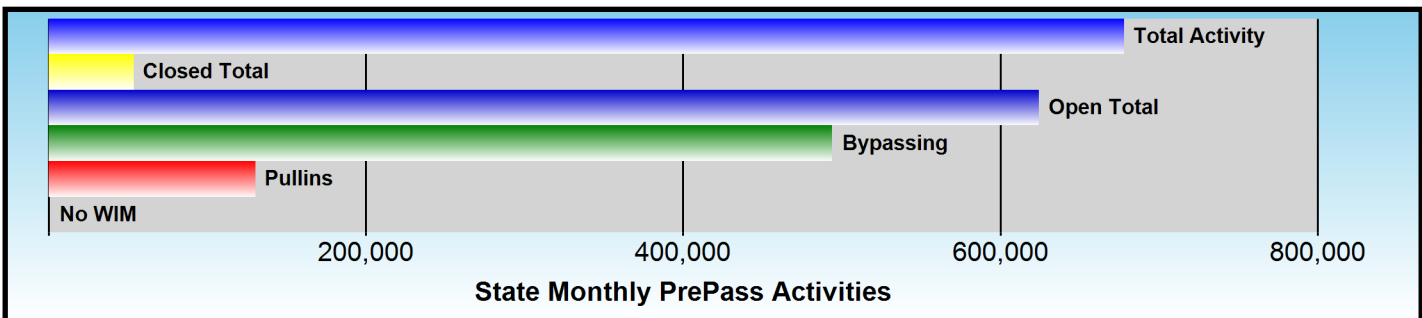 Total Activity
Closed Total
Open Total
Bypassing
Pullins
No WIM
200,000 400,000 600,000 800,000
State Monthly PrePass Activities